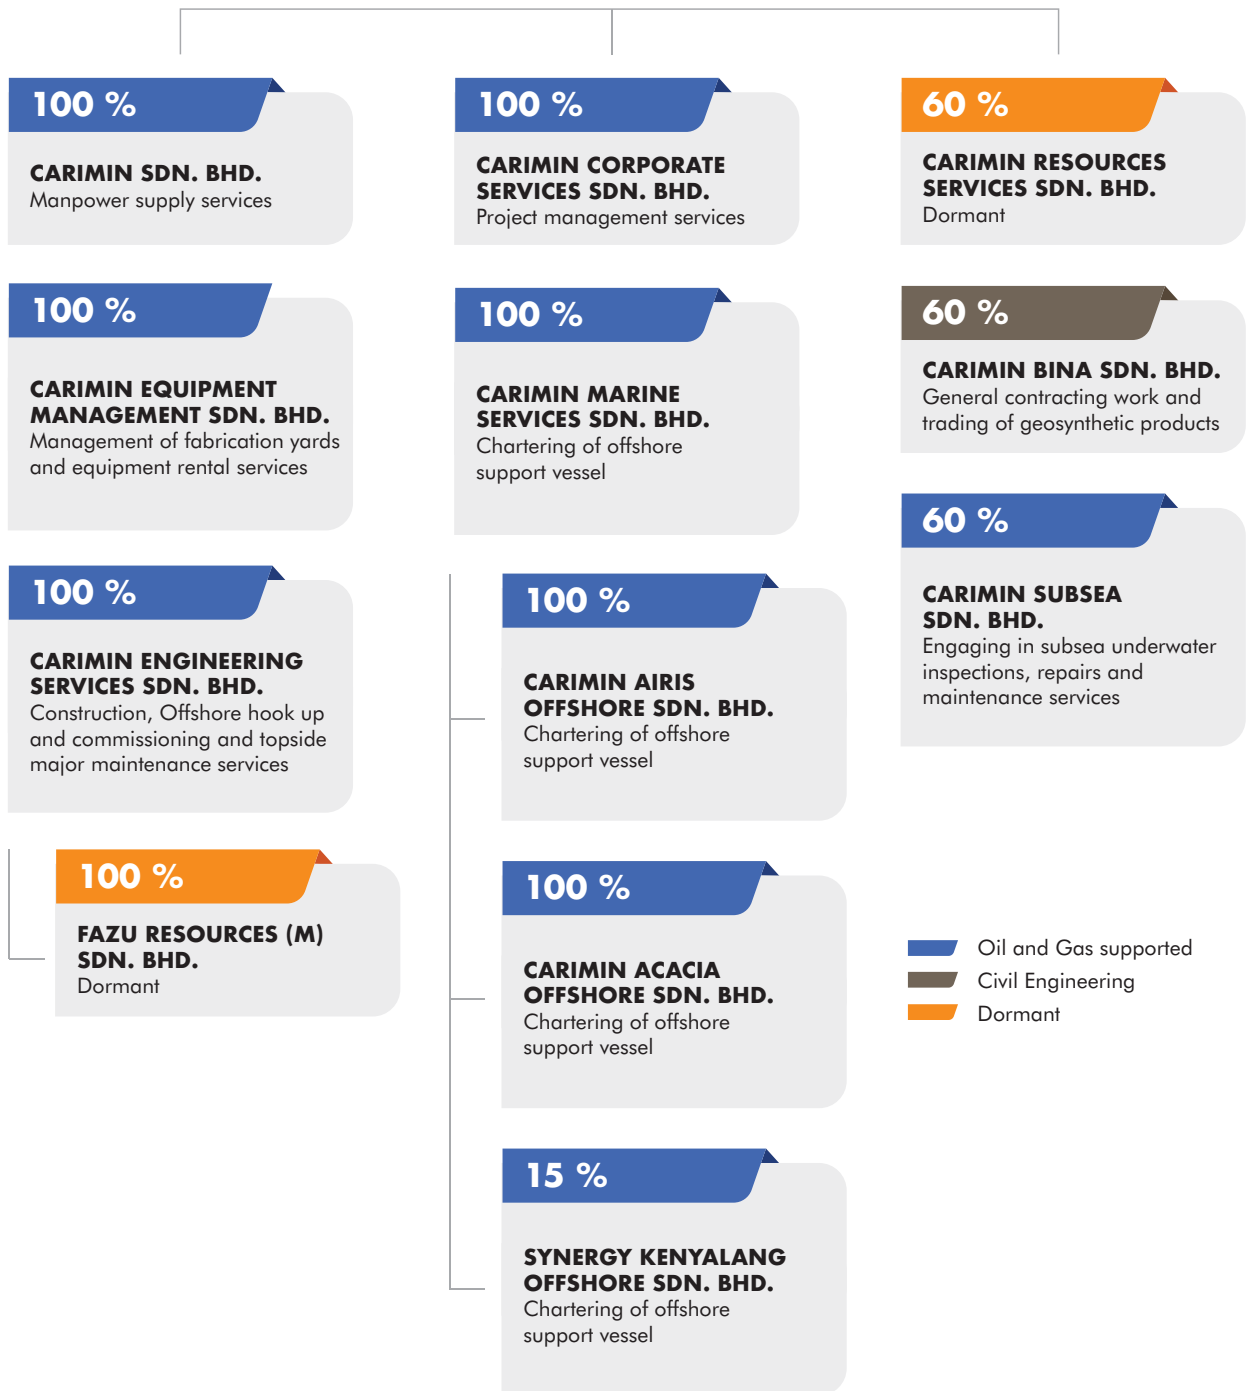 100 %
CARIMIN SDN. BHD.
Manpower supply services
100 %
CARIMIN EQUIPMENT
MANAGEMENT SDN. BHD.
Management of fabrication yards
and equipment rental services
100 %
CARIMIN ENGINEERING
SERVICES SDN. BHD.
Construction, Offshore hook up
and commissioning and topside
major maintenance services
100 %
FAZU RESOURCES (M)
SDN. BHD.
Dormant
100 %
CARIMIN CORPORATE
SERVICES SDN. BHD.
Project management services
100 %
CARIMIN MARINE
SERVICES SDN. BHD.
Chartering of offshore
support vessel
100 %
CARIMIN AIRIS
OFFSHORE SDN. BHD.
Chartering of offshore
support vessel
100 %
CARIMIN ACACIA
OFFSHORE SDN. BHD.
Chartering of offshore
support vessel
15 %
SYNERGY KENYALANG
OFFSHORE SDN. BHD.
Chartering of offshore
support vessel
60 %
CARIMIN RESOURCES
SERVICES SDN. BHD.
Dormant
60 %
CARIMIN BINA SDN. BHD.
General contracting work and
trading of geosynthetic products
60 %
CARIMIN SUBSEA
SDN. BHD.
Engaging in subsea underwater
inspections, repairs and
maintenance services
Oil and Gas supported
Civil Engineering
Dormant